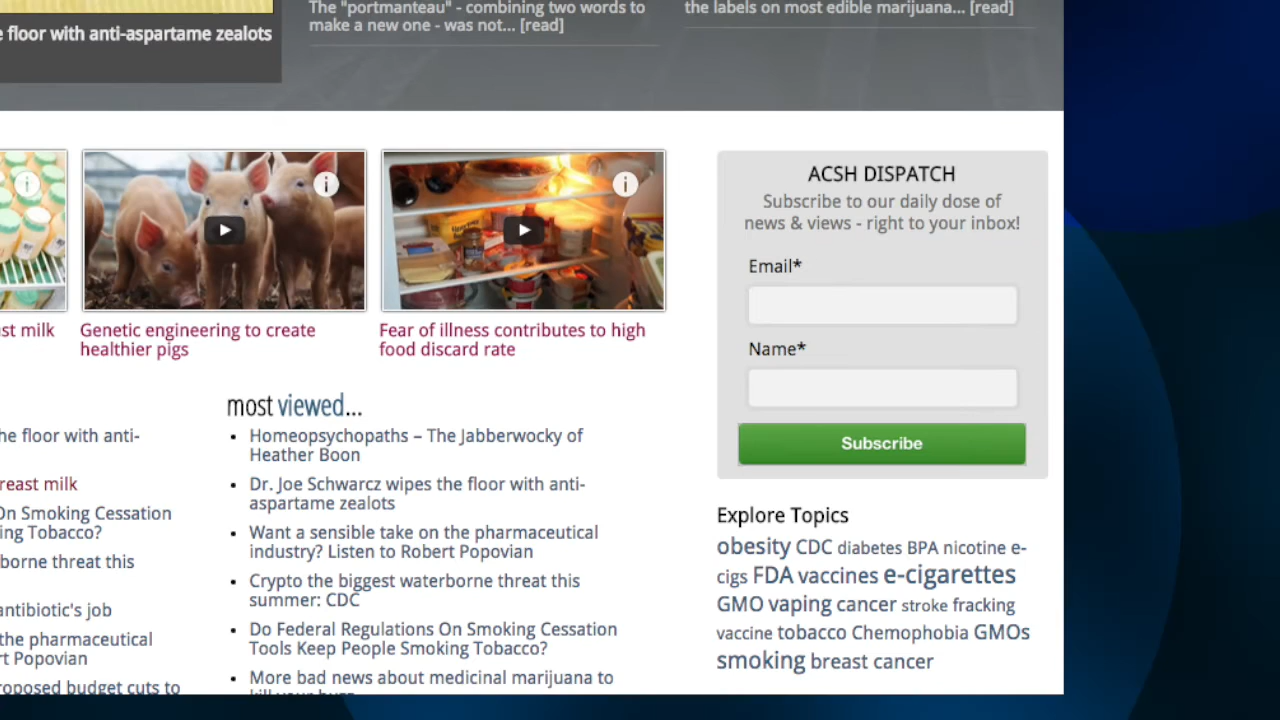 e floor with anti-aspartame zealots
The "portmanteau" - combining two words to
make a new one - was not... [read]
the labels on most edible marijuana... [read]
ast milk
Genetic engineering to create
healthier pigs
Fear of illness contributes to high
food discard rate
he floor with anti-
reast milk
On Smoking Cessation
ing Tobacco?
borne threat this
antibiotic's job
the pharmaceutical
rt Popovian
roposed budget cuts to
most viewed...
• Homeopsychopaths – The Jabberwocky of
Heather Boon
• Dr. Joe Schwarcz wipes the floor with anti-
aspartame zealots
• Want a sensible take on the pharmaceutical
industry? Listen to Robert Popovian
• Crypto the biggest waterborne threat this
summer: CDC
• Do Federal Regulations On Smoking Cessation
Tools Keep People Smoking Tobacco?
• More bad news about medicinal marijuana to
kill your buzz
ACSH DISPATCH
Subscribe to our daily dose of
news & views - right to your inbox!
Email*
Name*
Subscribe
Explore Topics
obesity CDC diabetes BPA nicotine e-
cigs FDA vaccines e-cigarettes
GMO vaping cancer stroke fracking
vaccine tobacco Chemophobia GMOs
smoking breast cancer